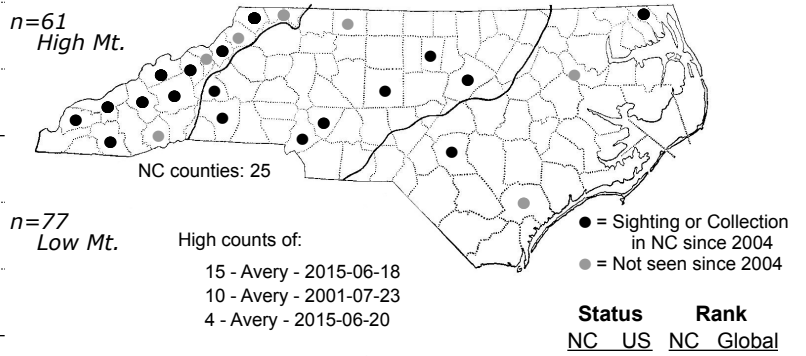 n=61
High Mt.
NC counties: 25
n=77
Low Mt.
High counts of:
15 - Avery - 2015-06-18
10 - Avery - 2001-07-23
4 - Avery - 2015-06-20
= Sighting or Collection
in NC since 2004
= Not seen since 2004
Status Rank
NC US NC Global